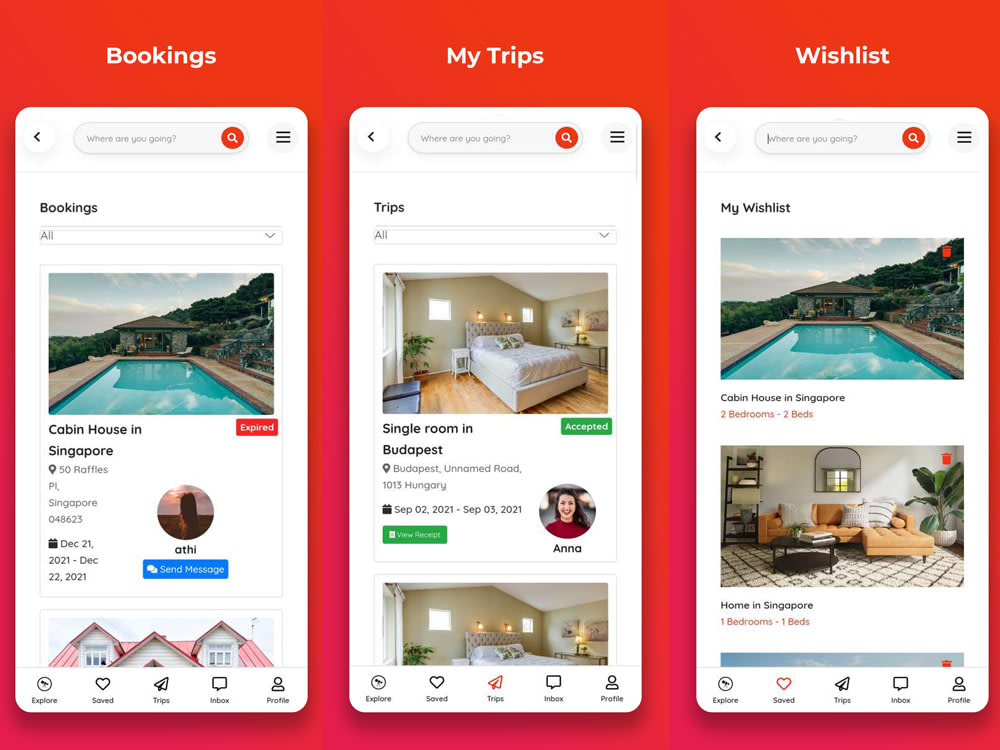 Bookings
Where are you going?
Bookings
All
Cabin House in
Singapore
Expired
50 Raffles
Pl,
Singapore
048623
Dec 21,
2021 - Dec
22, 2021
athi
Send Message
Explore
Saved
Trips
Inbox
Profile
My Trips
Where are you going?
Trips
All
Single room in
Budapest
Accepted
Budapest, Unnamed Road,
1013 Hungary
Sep 02, 2021 - Sep 03, 2021
View Receipt
Anna
Explore
Saved
Trips
Inbox
Profile
Wishlist
Where are you going?
My Wishlist
Cabin House in Singapore
2 Bedrooms - 2 Beds
Home in Singapore
1 Bedrooms - 1 Beds
Explore
Saved
Trips
Inbox
Profile